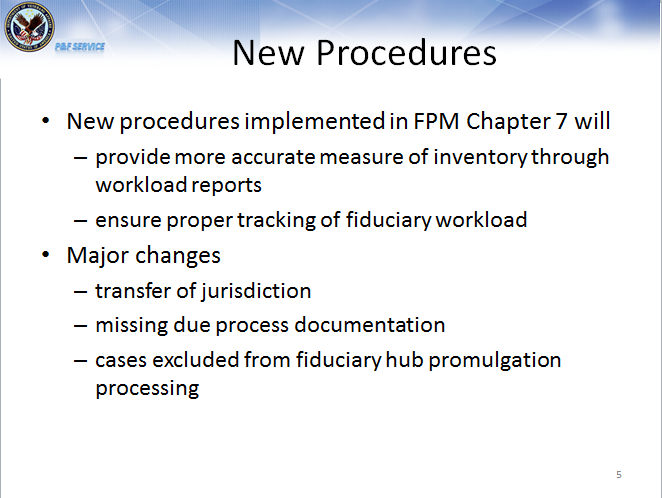 P&F SERVICE
New Procedures
• New procedures implemented in FPM Chapter 7 will
– provide more accurate measure of inventory through
workload reports
– ensure proper tracking of fiduciary workload
• Major changes
– transfer of jurisdiction
– missing due process documentation
– cases excluded from fiduciary hub promulgation
processing
5